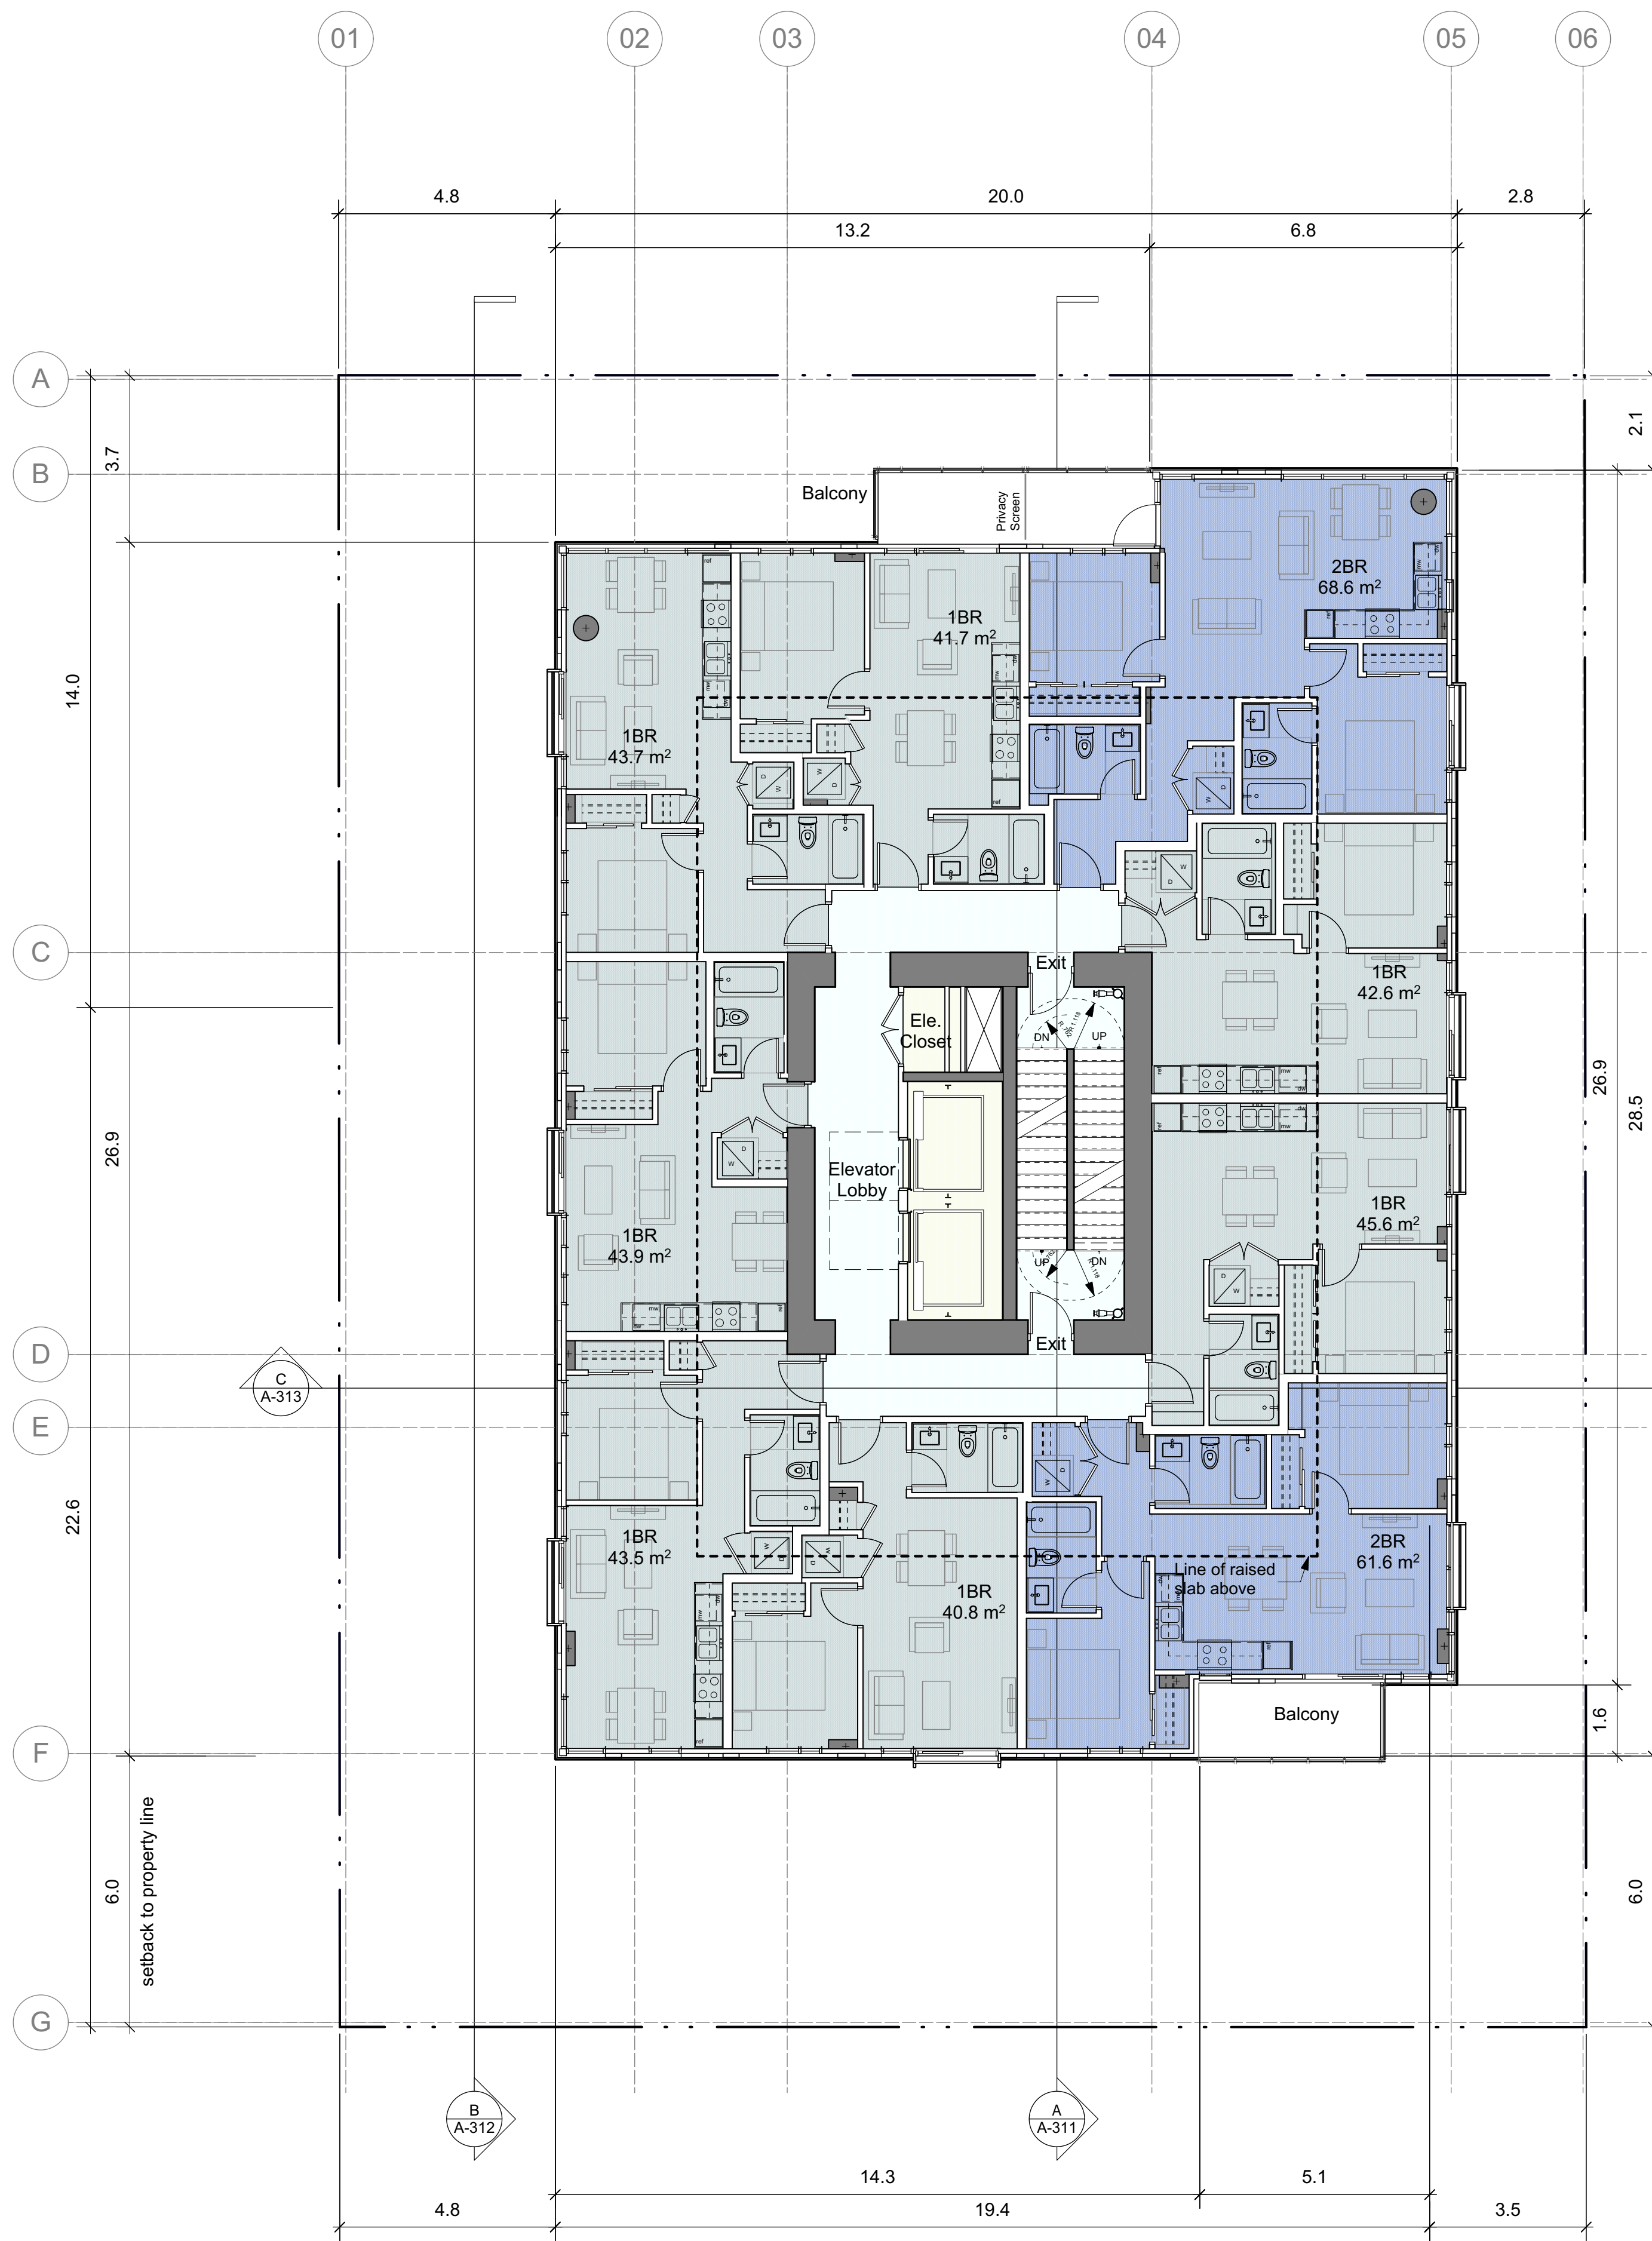 01 02 03 04 05 06
4.8 20.0 2.8
13.2 6.8
A
B
C
D
E
F
G
3.7
14.0
26.9
22.6
6.0
setback to property line
2.1
26.9
28.5
1.6
6.0
Balcony
Privacy
Screen
2BR
68.6 m²
1BR
41.7 m²
1BR
43.7 m²
ref
mw
dw
D
W
Exit
1BR
42.6 m²
Ele.
Closet
DN
UP
Elevator
Lobby
1BR
45.6 m²
1BR
43.9 m²
UP
DN
Exit
C
A-313
1BR
43.5 m²
1BR
40.8 m²
2BR
61.6 m²
Line of raised
slab above
Balcony
B
A-312
A
A-311
14.3 5.1
4.8 19.4 3.5